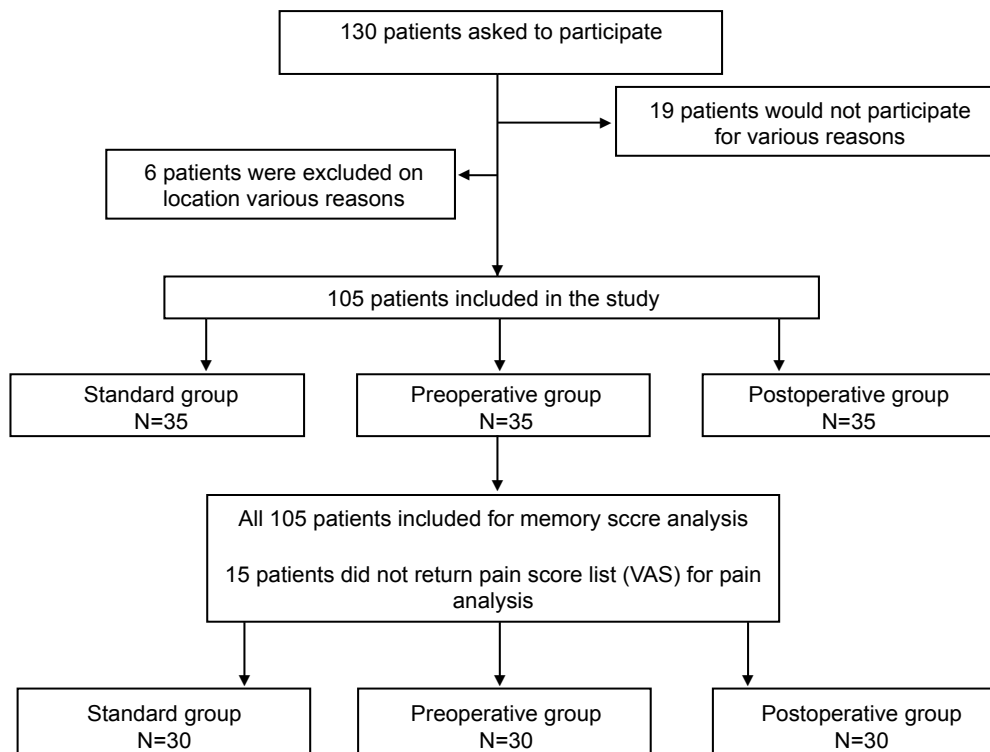 130 patients asked to participate
19 patients would not participate
for various reasons
6 patients were excluded on
location various reasons
105 patients included in the study
Standard group
N=35
Preoperative group
N=35
Postoperative group
N=35
All 105 patients included for memory sccre analysis
15 patients did not return pain score list (VAS) for pain
analysis
Standard group
N=30
Preoperative group
N=30
Postoperative group
N=30